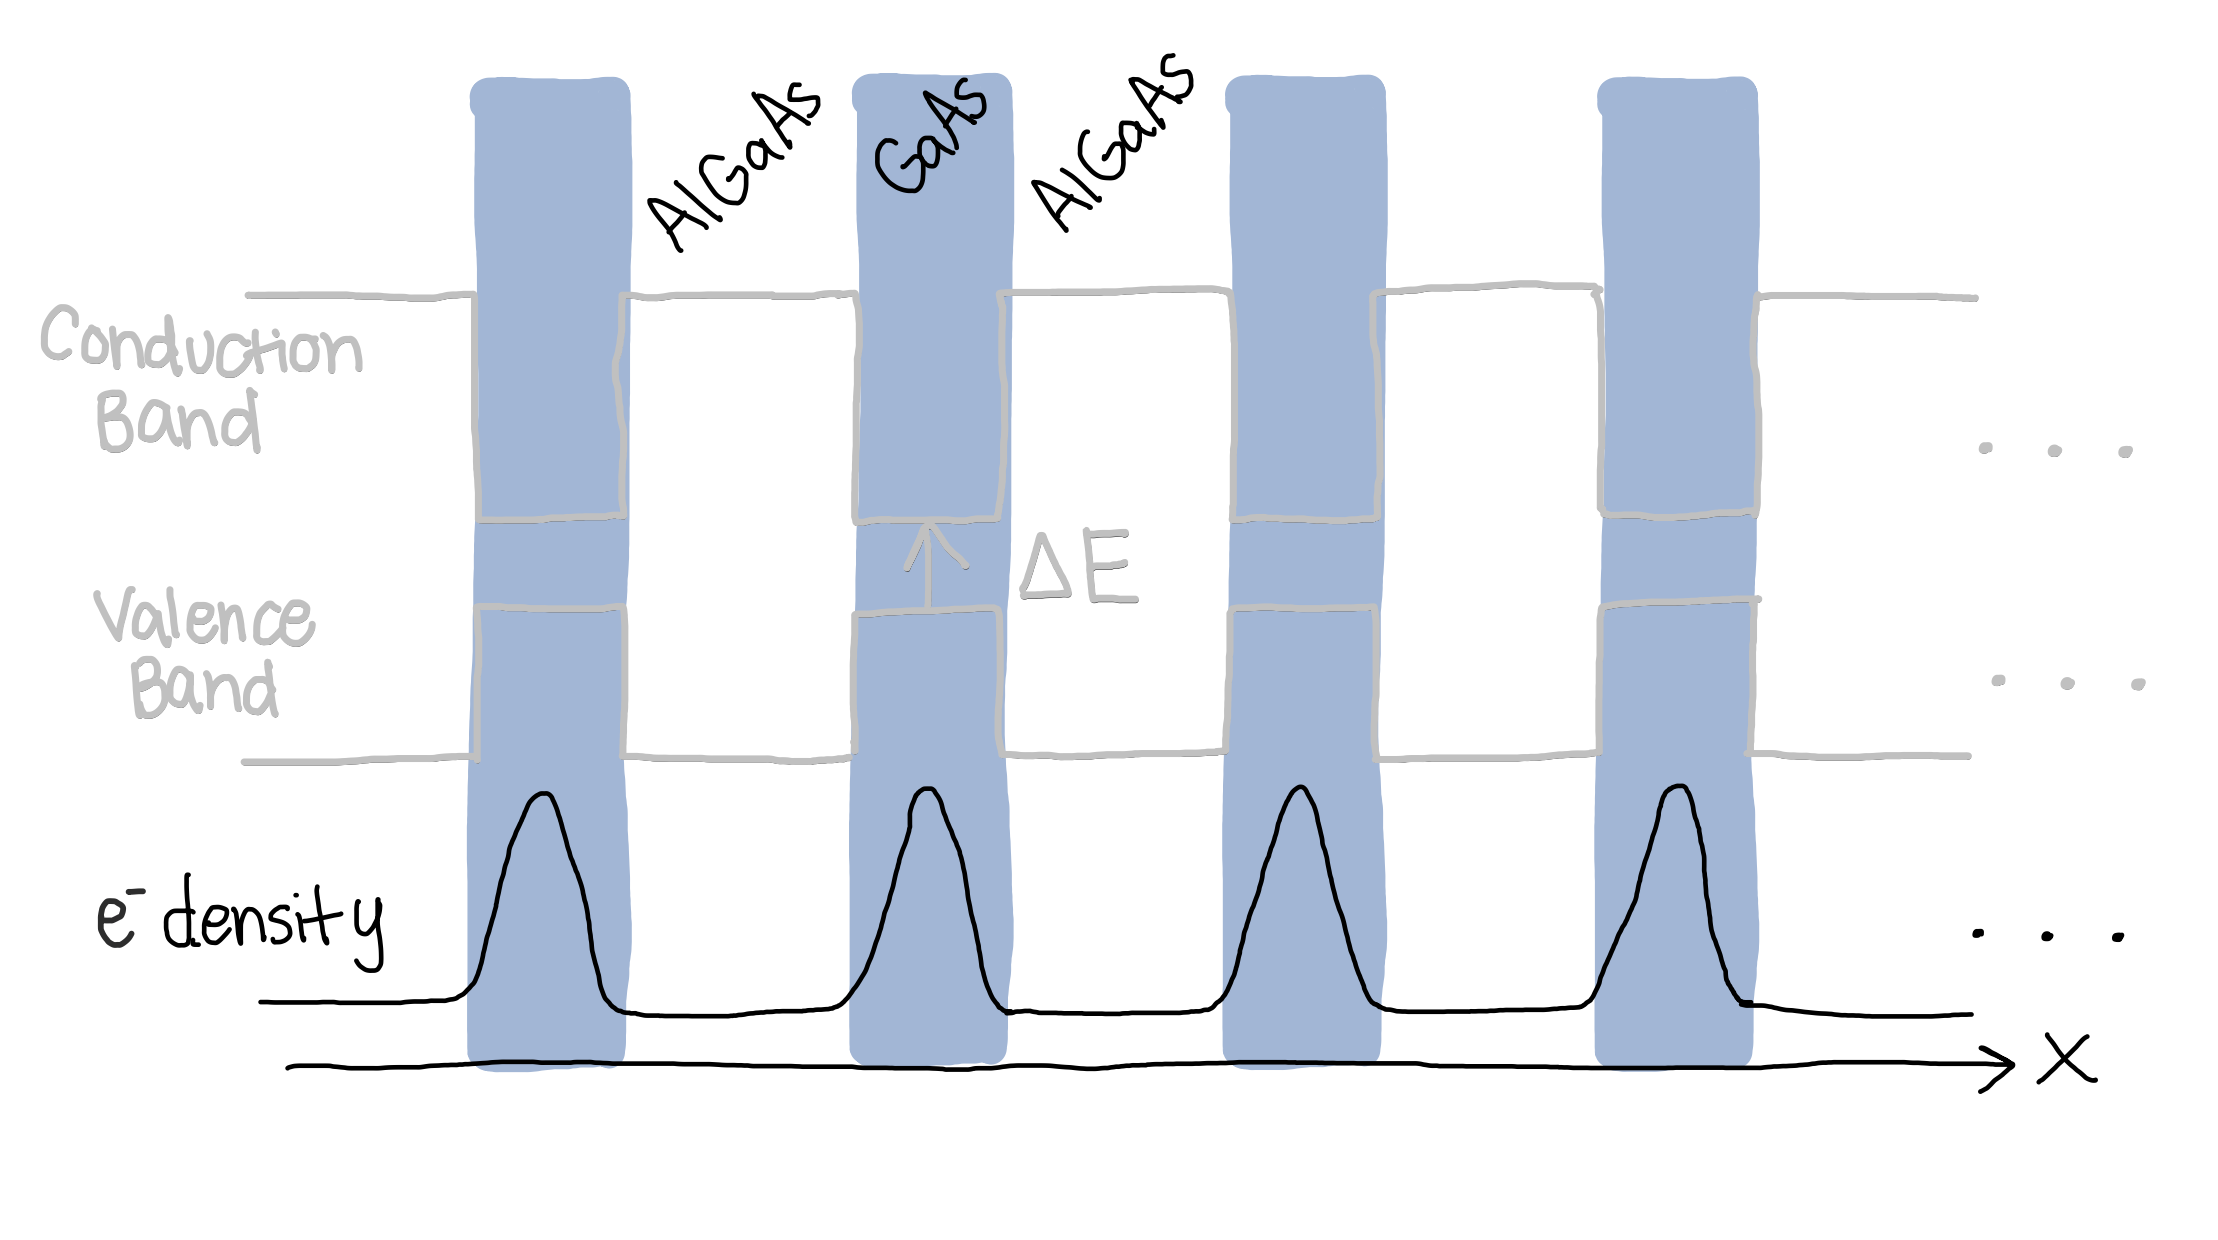 AlGaAs
GaAs
AlGaAs
Conduction
Band
. . .
ΔE
Valence
Band
. . .
e⁻ density
. . .
x